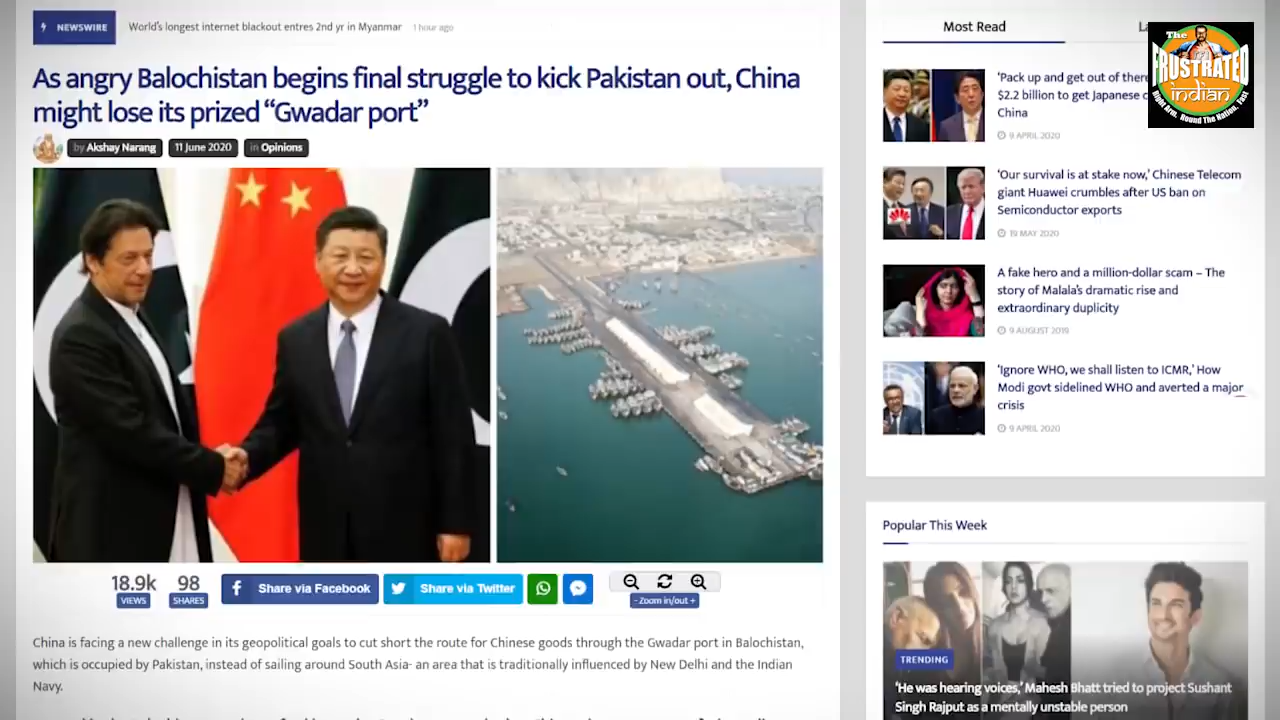 NEWSWIRE World's longest internet blackout entres 2nd yr in Myanmar 1 hour ago
As angry Balochistan begins final struggle to kick Pakistan out, China
might lose its prized “Gwadar port”
by Akshay Narang 11 June 2020 in Opinions
18.9k 98
VIEWS SHARES
Share via Facebook Share via Twitter
- Zoom in/out +
China is facing a new challenge in its geopolitical goals to cut short the route for Chinese goods through the Gwadar port in Balochistan,
which is occupied by Pakistan, instead of sailing around South Asia- an area that is traditionally influenced by New Delhi and the Indian
Navy.
Most Read
The
FRUSTRATED
indian
Right Arm, Round The Nation, Fast
‘Pack up and get out of there
$2.2 billion to get Japanese
China
9 APRIL 2020
‘Our survival is at stake now,’ Chinese Telecom
giant Huawei crumbles after US ban on
Semiconductor exports
19 MAY 2020
A fake hero and a million-dollar scam – The
story of Malala’s dramatic rise and
extraordinary duplicity
9 AUGUST 2019
‘Ignore WHO, we shall listen to ICMR,’ How
Modi govt sidelined WHO and averted a major
crisis
9 APRIL 2020
Popular This Week
TRENDING
‘He was hearing voices,’ Mahesh Bhatt tried to project Sushant
Singh Rajput as a mentally unstable person